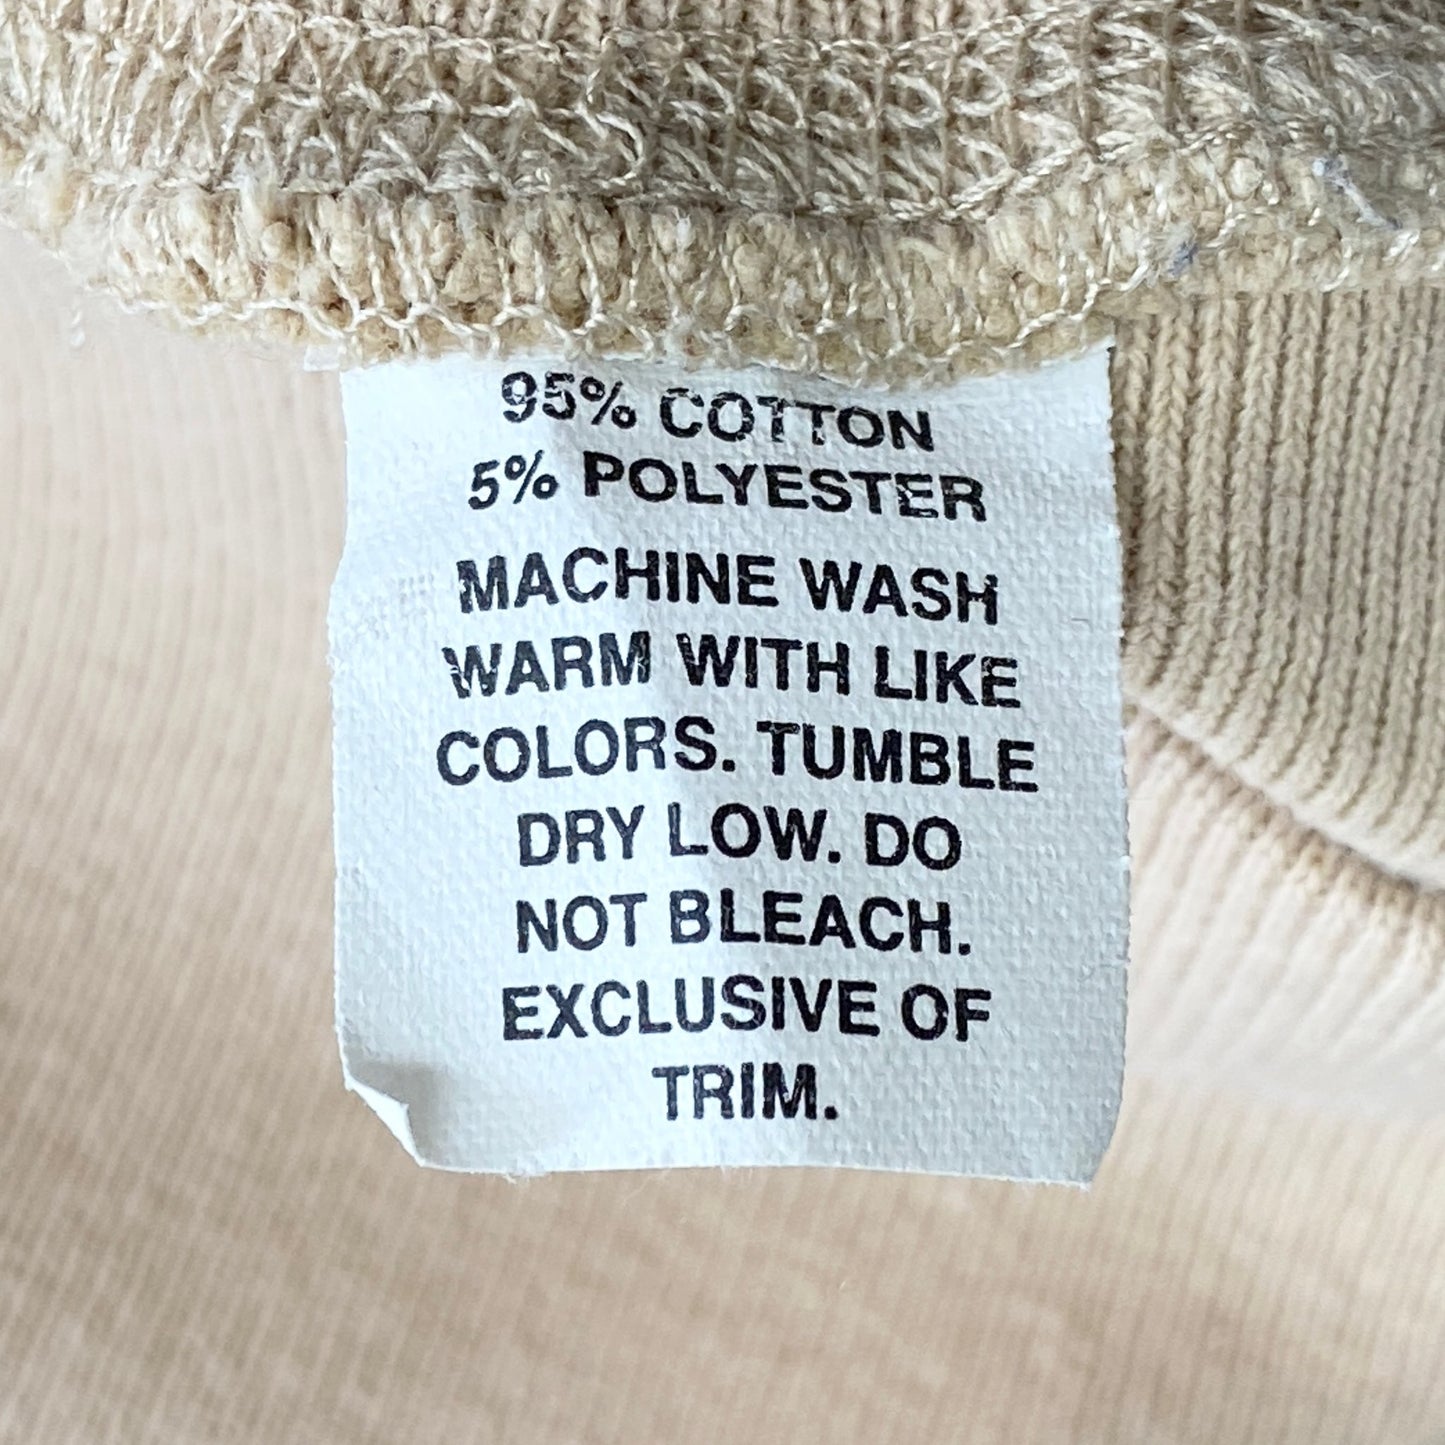 95% COTTON
5% POLYESTER
MACHINE WASH
WARM WITH LIKE
COLORS. TUMBLE
DRY LOW. DO
NOT BLEACH.
EXCLUSIVE OF
TRIM.